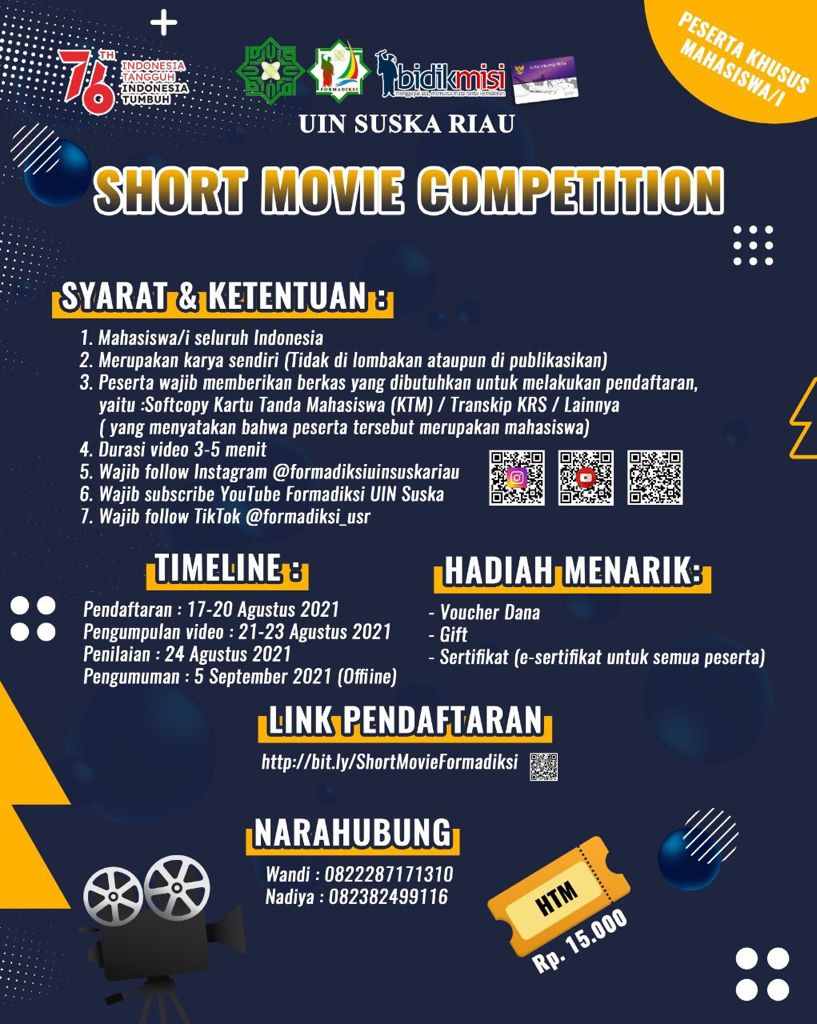 76TH
INDONESIA
TANGGUH
INDONESIA
TUMBUH
FORMADIKSI
bidikmisi
UIN SUSKA RIAU
PESERTA KHUSUS
MAHASISWA/I
SHORT MOVIE COMPETITION
SYARAT & KETENTUAN :
1. Mahasiswa/i seluruh Indonesia
2. Merupakan karya sendiri (Tidak di lombakan ataupun di publikasikan)
3. Peserta wajib memberikan berkas yang dibutuhkan untuk melakukan pendaftaran,
yaitu :Softcopy Kartu Tanda Mahasiswa (KTM) / Transkip KRS / Lainnya
( yang menyatakan bahwa peserta tersebut merupakan mahasiswa)
4. Durasi video 3-5 menit
5. Wajib follow Instagram @formadiksiuinsuskariau
6. Wajib subscribe YouTube Formadiksi UIN Suska
7. Wajib follow TikTok @formadiksi_usr
TIMELINE :
Pendaftaran : 17-20 Agustus 2021
Pengumpulan video : 21-23 Agustus 2021
Penilaian : 24 Agustus 2021
Pengumuman : 5 September 2021 (Offiine)
HADIAH MENARIK:
- Voucher Dana
- Gift
- Sertifikat (e-sertifikat untuk semua peserta)
LINK PENDAFTARAN
http://bit.ly/ShortMovieFormadiksi
NARAHUBUNG
Wandi : 0822287171310
Nadiya : 082382499116
HTM
Rp. 15.000